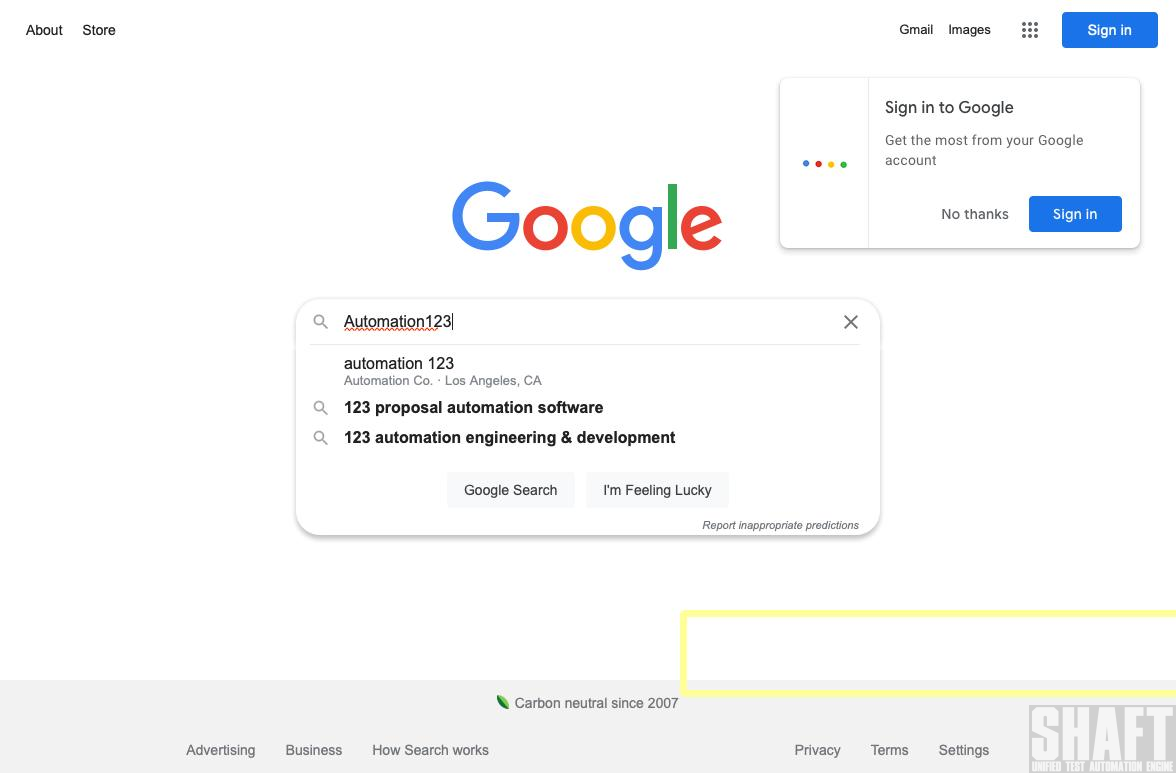 About Store
Gmail Images
Sign in
Sign in to Google
Get the most from your Google
account
No thanks Sign in
Google
Automation123
automation 123
Automation Co. · Los Angeles, CA
123 proposal automation software
123 automation engineering & development
Google Search I'm Feeling Lucky
Report inappropriate predictions
Carbon neutral since 2007
Advertising Business How Search works
Privacy Terms Settings
SHAFT
UNIFIED TEST AUTOMATION ENGINE